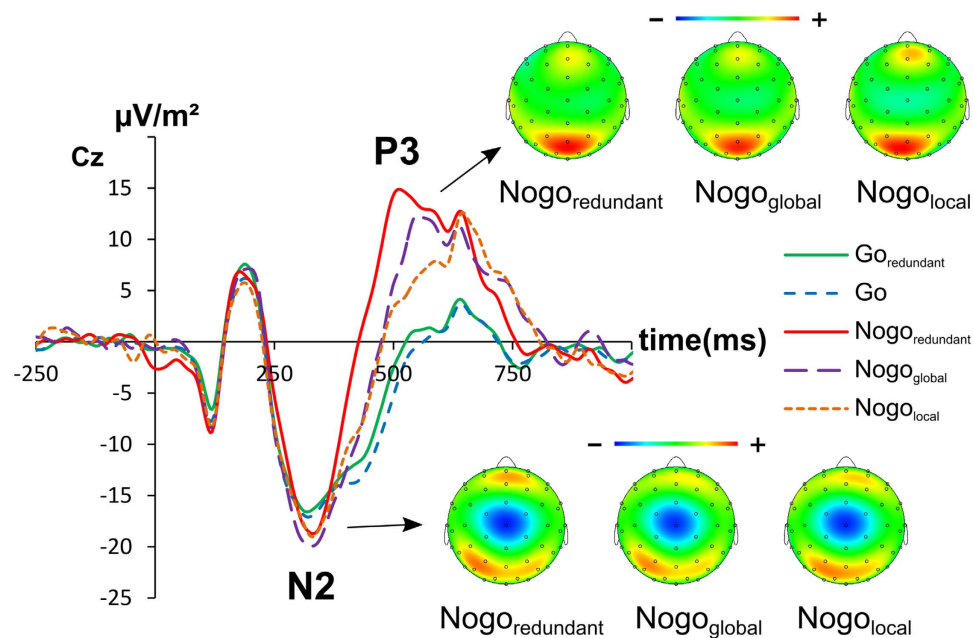 − +
µV/m²
Cz
P3
Nogoredundant Nogoglobal Nogolocal
15
10
5
0
-5
-10
-15
-20
-25
-250 250 500 750
time(ms)
Goredundant
Go
Nogoredundant
Nogoglobal
Nogolocal
− +
N2
Nogoredundant Nogoglobal Nogolocal